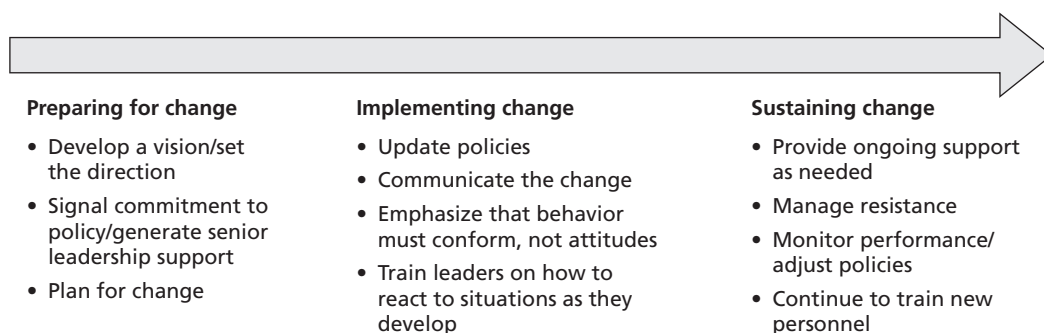 Preparing for change
• Develop a vision/set
the direction
• Signal commitment to
policy/generate senior
leadership support
• Plan for change
Implementing change
• Update policies
• Communicate the change
• Emphasize that behavior
must conform, not attitudes
• Train leaders on how to
react to situations as they
develop
Sustaining change
• Provide ongoing support
as needed
• Manage resistance
• Monitor performance/
adjust policies
• Continue to train new
personnel